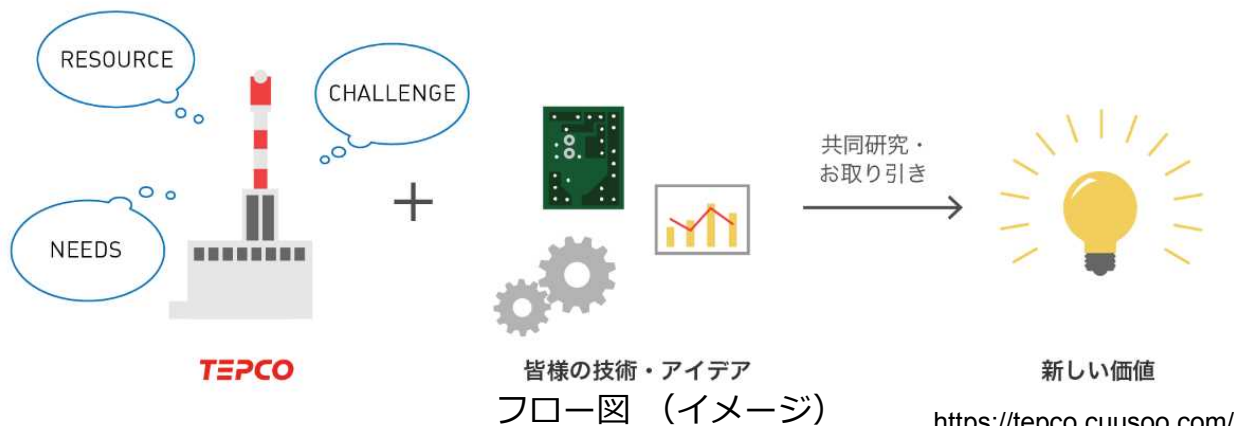 RESOURCE
CHALLENGE
NEEDS
+
共同研究・
お取り引き
TEPCO
皆様の技術・アイデア
新しい価値
フロー図 （イメージ）
https://tepco.cuusoo.com/